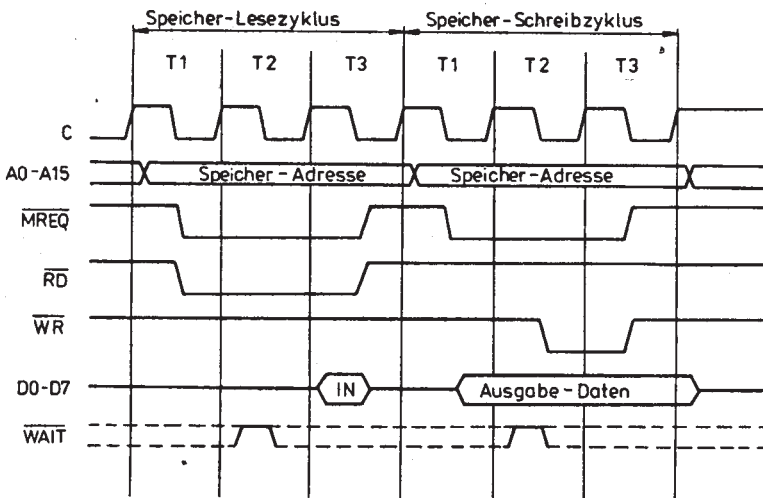 Speicher-Lesezyklus Speicher-Schreibzyklus
T1 T2 T3 T1 T2 T3
C
A0-A15 Speicher-Adresse Speicher-Adresse
MREQ
RD
WR
D0-D7 IN Ausgabe-Daten
WAIT